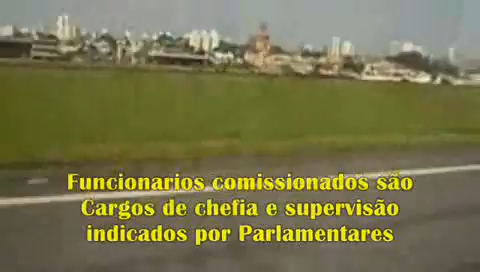 Funcionarios comissionados são
Cargos de chefia e supervisão
indicados por Parlamentares